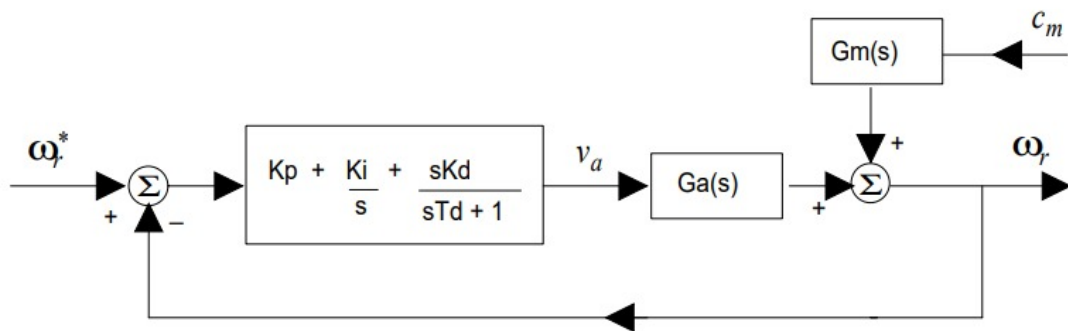 c_m
Gm(s)
+
ω_r^*
Σ
+
−
Kp + Ki/s + sKd/(sTd + 1)
v_a
Ga(s)
+
Σ
ω_r